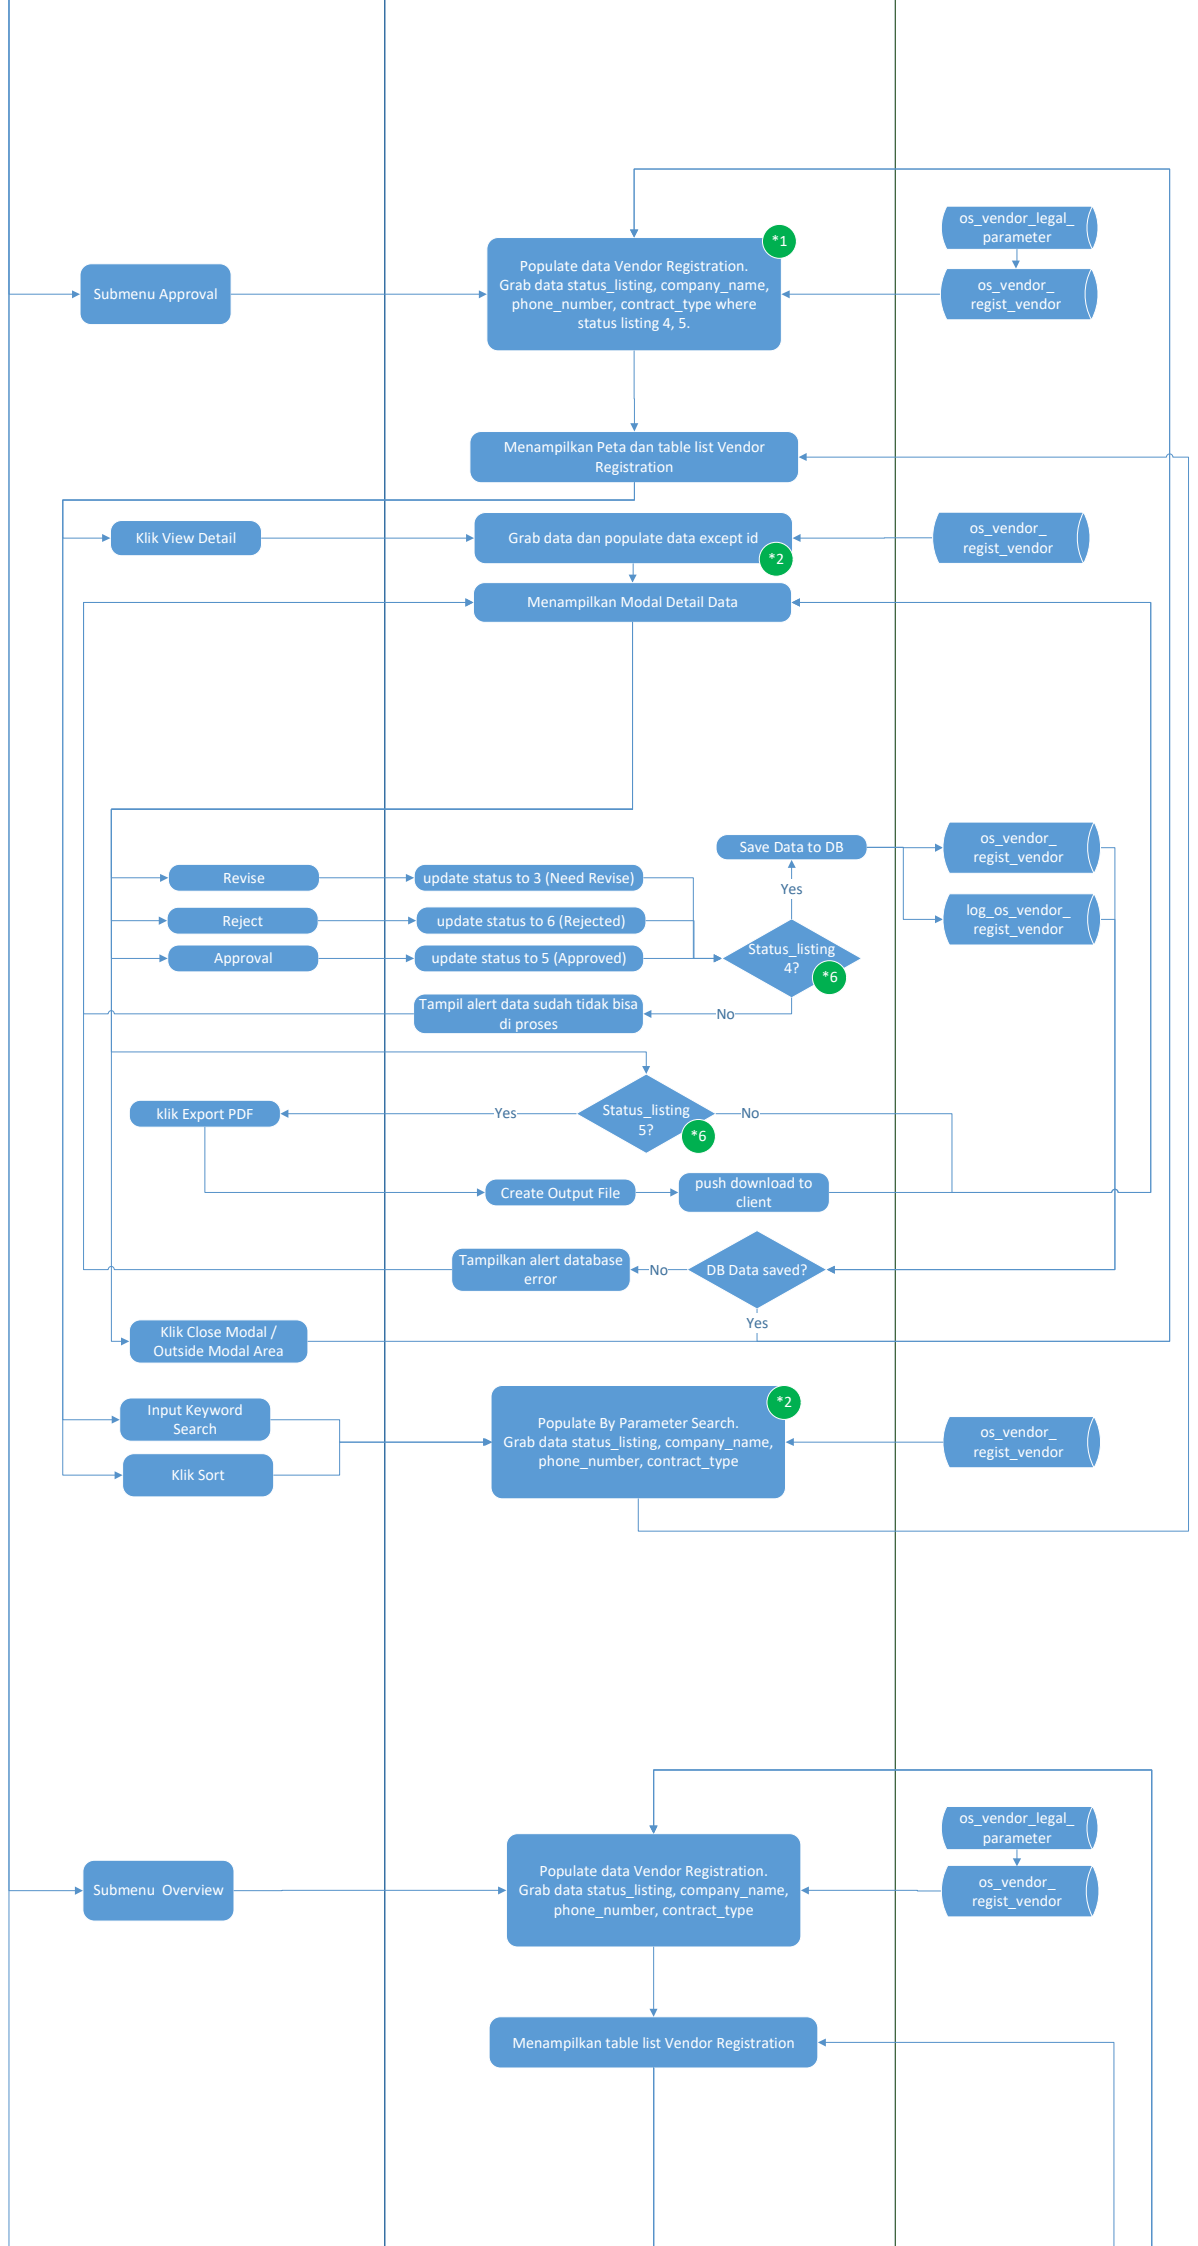 os_vendor_legal_
parameter
*1
Populate data Vendor Registration.
Grab data status_listing, company_name,
phone_number, contract_type where
status listing 4, 5.
Submenu Approval
os_vendor_
regist_vendor
Menampilkan Peta dan table list Vendor
Registration
Klik View Detail
Grab data dan populate data except id
*2
os_vendor_
regist_vendor
Menampilkan Modal Detail Data
Save Data to DB
os_vendor_
regist_vendor
Yes
Revise
update status to 3 (Need Revise)
Reject
update status to 6 (Rejected)
log_os_vendor_
regist_vendor
Approval
update status to 5 (Approved)
Status_listing
4?
*6
Tampil alert data sudah tidak bisa
di proses
No
klik Export PDF
Yes
Status_listing
5?
*6
No
Create Output File
push download to
client
Tampilkan alert database
error
No
DB Data saved?
Yes
Klik Close Modal /
Outside Modal Area
*2
Input Keyword
Search
Populate By Parameter Search.
Grab data status_listing, company_name,
phone_number, contract_type
os_vendor_
regist_vendor
Klik Sort
os_vendor_legal_
parameter
Submenu  Overview
Populate data Vendor Registration.
Grab data status_listing, company_name,
phone_number, contract_type
os_vendor_
regist_vendor
Menampilkan table list Vendor Registration